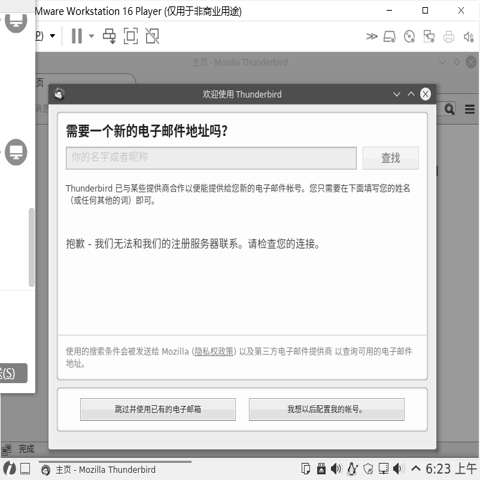 Mware Workstation 16 Player (仅用于非商业用途)
P)
主页 - Mozilla Thunderbird
页
欢迎使用 Thunderbird
需要一个新的电子邮件地址吗?
你的名字或者昵称
查找
Thunderbird 已与某些提供商合作以便能提供给您新的电子邮件帐号。您只需在下面填写您的姓名
（或任何其他的词）即可。
抱歉 - 我们无法和我们的注册服务器联系。请检查您的连接。
使用的搜索条件会被发送给 Mozilla (隐私权政策) 以及第三方电子邮件提供商 以查询可用的电子邮件
地址。
跳过并使用已有的电子邮箱
我想以后配置我的帐号。
(S)
完成
主页 - Mozilla Thunderbird
6:23 上午